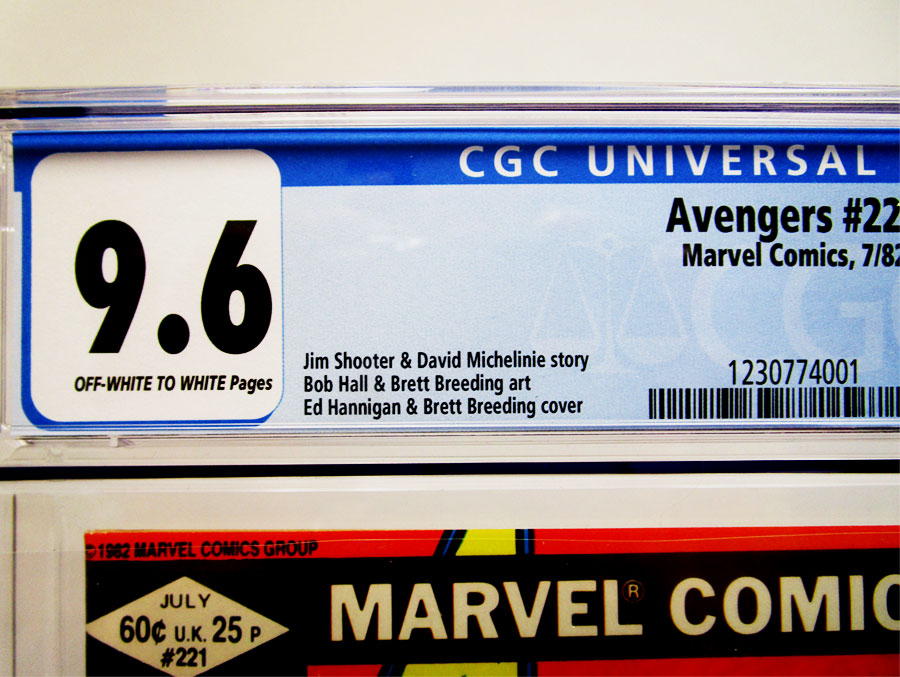 CGC UNIVERSAL
9.6
OFF-WHITE TO WHITE Pages
Avengers #22
Marvel Comics, 7/82
Jim Shooter & David Michelinie story
Bob Hall & Brett Breeding art
Ed Hannigan & Brett Breeding cover
1230774001
CGC
©1982 MARVEL COMICS GROUP
JULY
60¢ U.K. 25 P
#221
MARVEL® COMIC